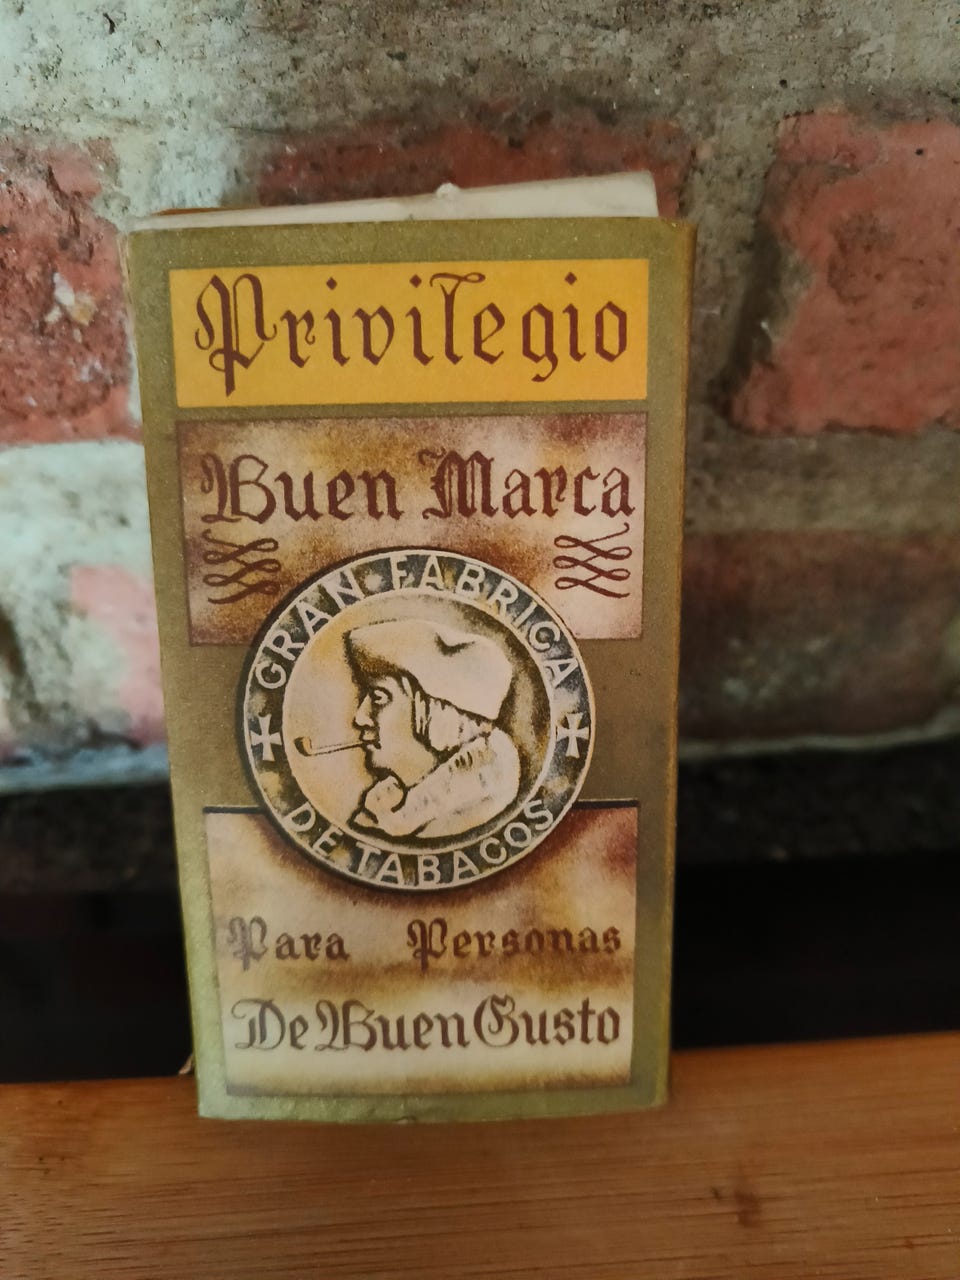 Privilegio
Buen Marca
GRAN FABRICA
DE TABACOS
Para Personas
De Buen Gusto